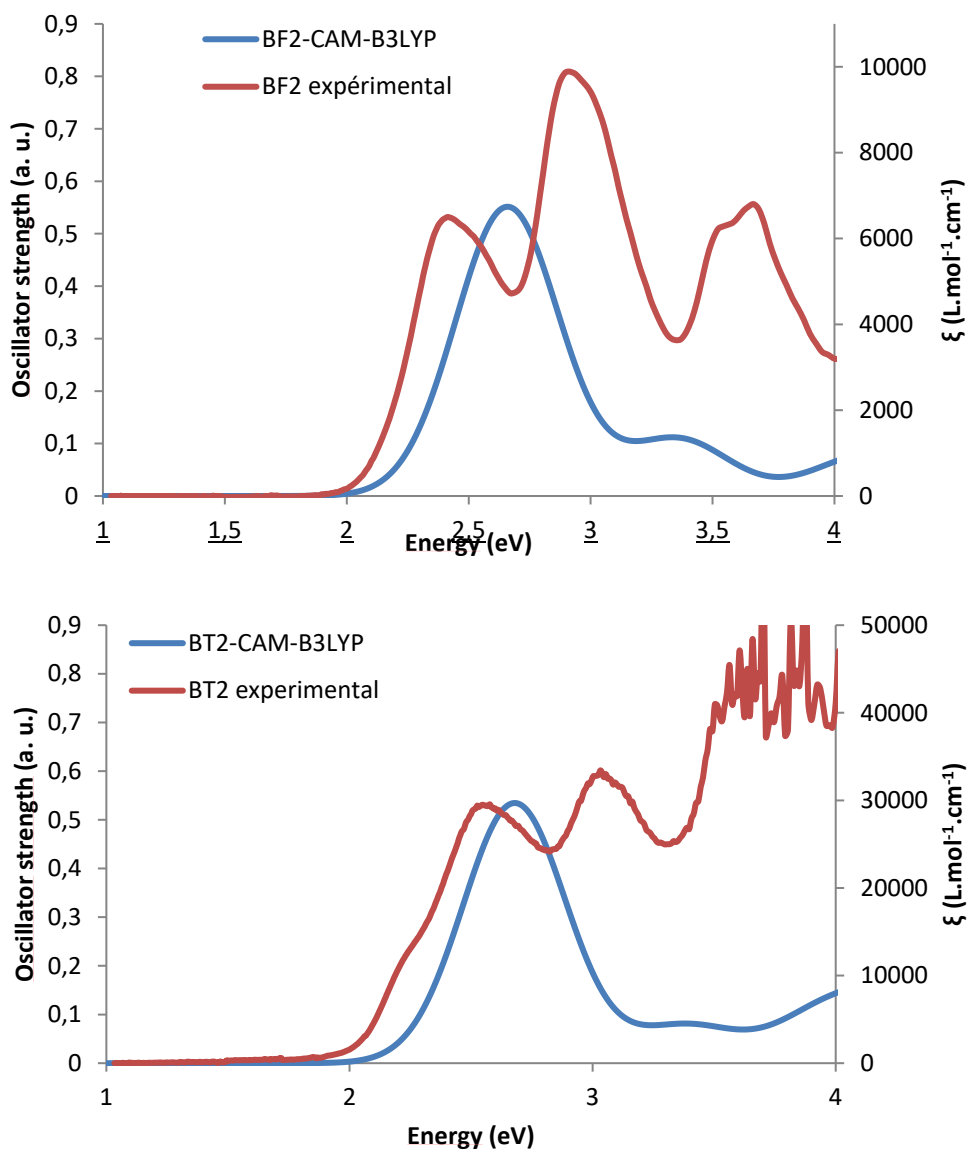 BF2-CAM-B3LYP
BF2 expérimental
Oscillator strength (a. u.)
0,9
0,8
0,7
0,6
0,5
0,4
0,3
0,2
0,1
0
10000
8000
6000
4000
2000
0
ξ (L.mol-1.cm-1)
1 1,5 2 2,5 3 3,5 4
Energy (eV)
BT2-CAM-B3LYP
BT2 experimental
Oscillator strength (a. u.)
0,9
0,8
0,7
0,6
0,5
0,4
0,3
0,2
0,1
0
50000
40000
30000
20000
10000
0
ξ (L.mol-1.cm-1)
1 2 3 4
Energy (eV)